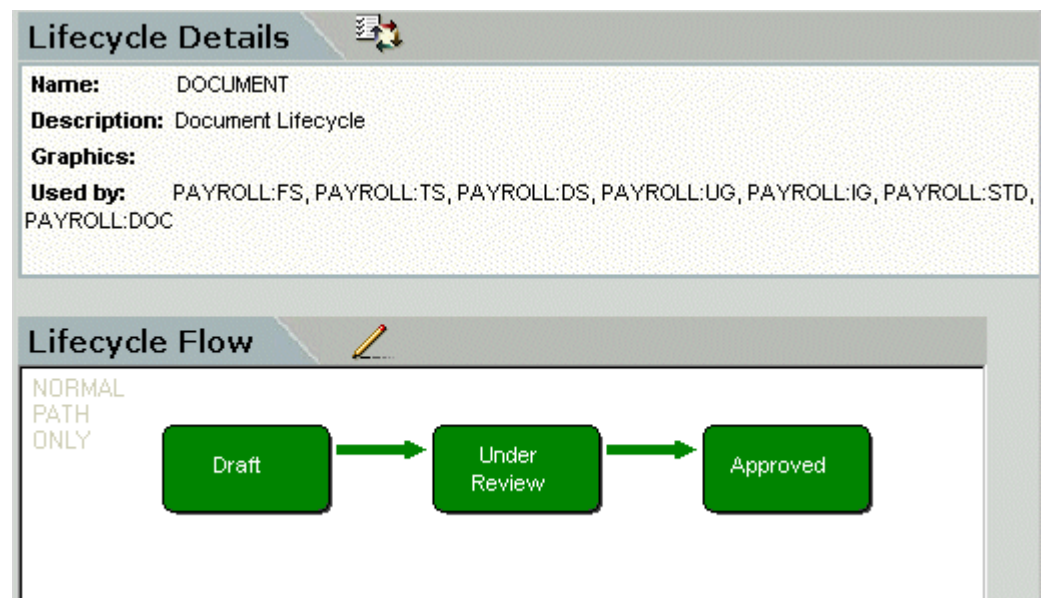 Lifecycle Details
Name: DOCUMENT
Description: Document Lifecycle
Graphics:
Used by: PAYROLL:FS, PAYROLL:TS, PAYROLL:DS, PAYROLL:UG, PAYROLL:IG, PAYROLL:STD,
PAYROLL:DOC
Lifecycle Flow
NORMAL
PATH
ONLY
Draft
Under
Review
Approved